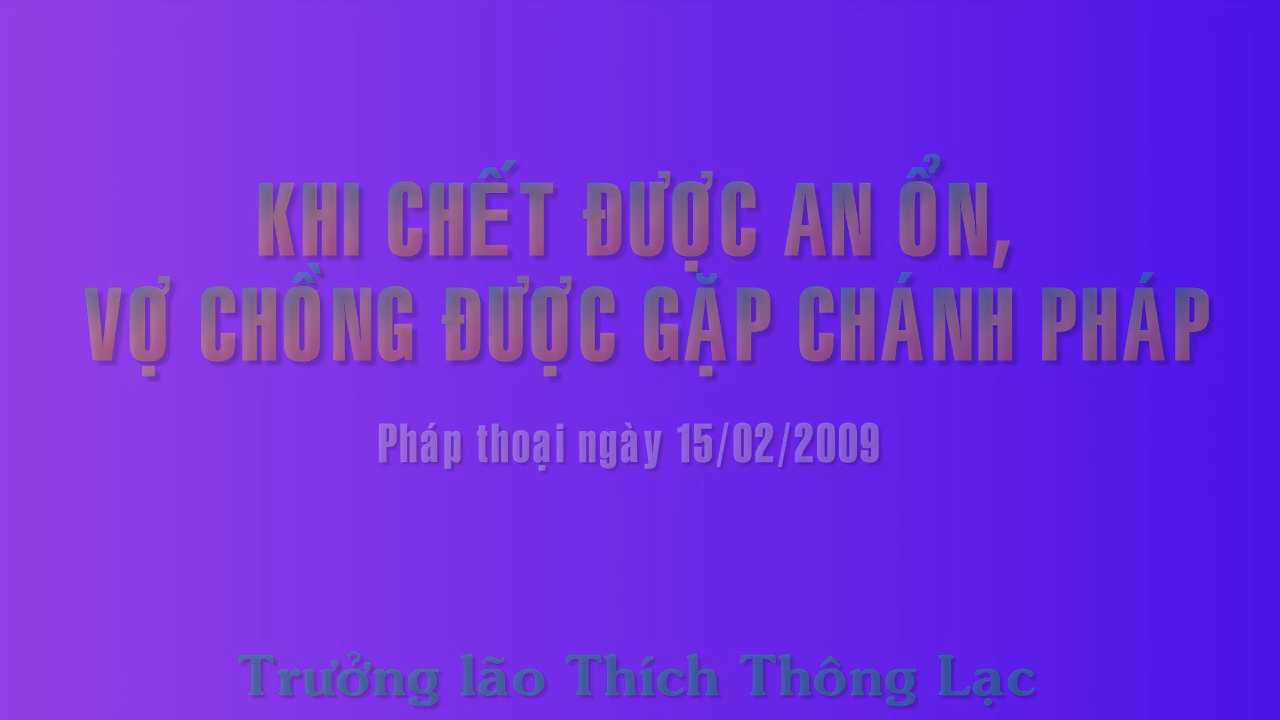 KHI CHẾT ĐƯỢC AN ỔN,
VỢ CHỒNG ĐƯỢC GẶP CHÁNH PHÁP
Pháp thoại ngày 15/02/2009
Trưởng lão Thích Thông Lạc